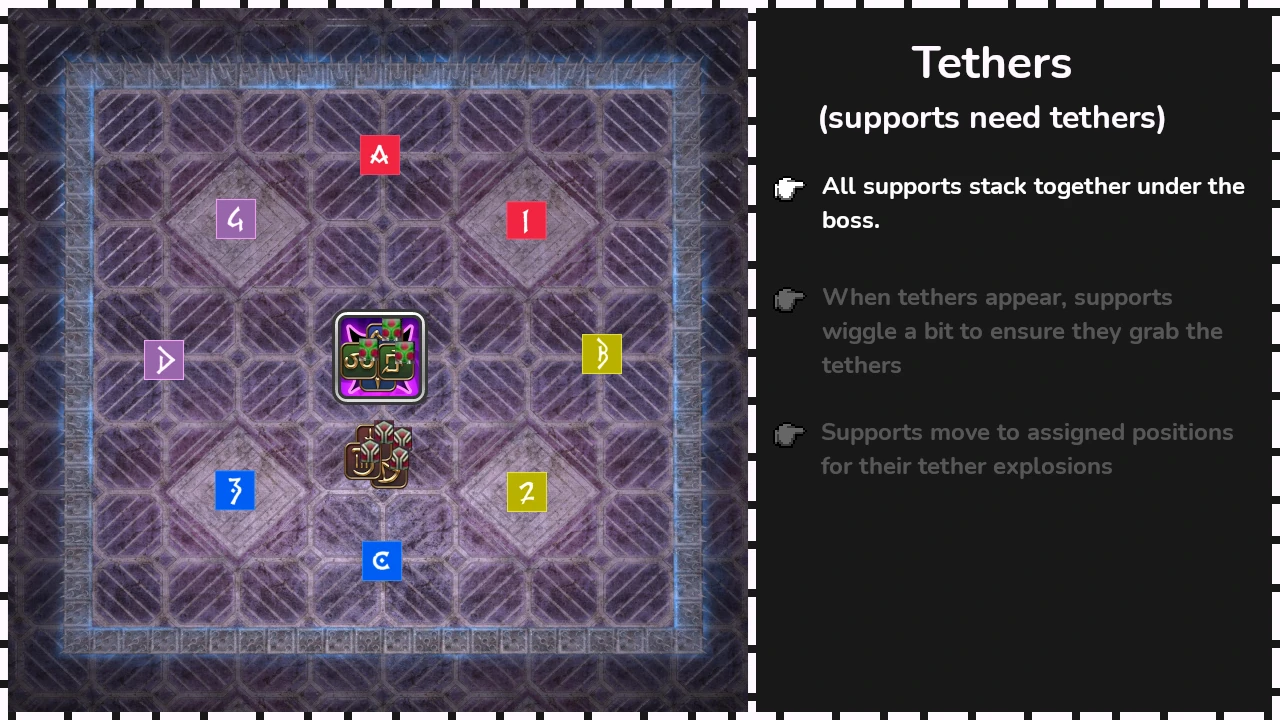 Tethers
(supports need tethers)
All supports stack together under the
boss.
When tethers appear, supports
wiggle a bit to ensure they grab the
tethers
Supports move to assigned positions
for their tether explosions
A
4
1
D
B
3
2
C